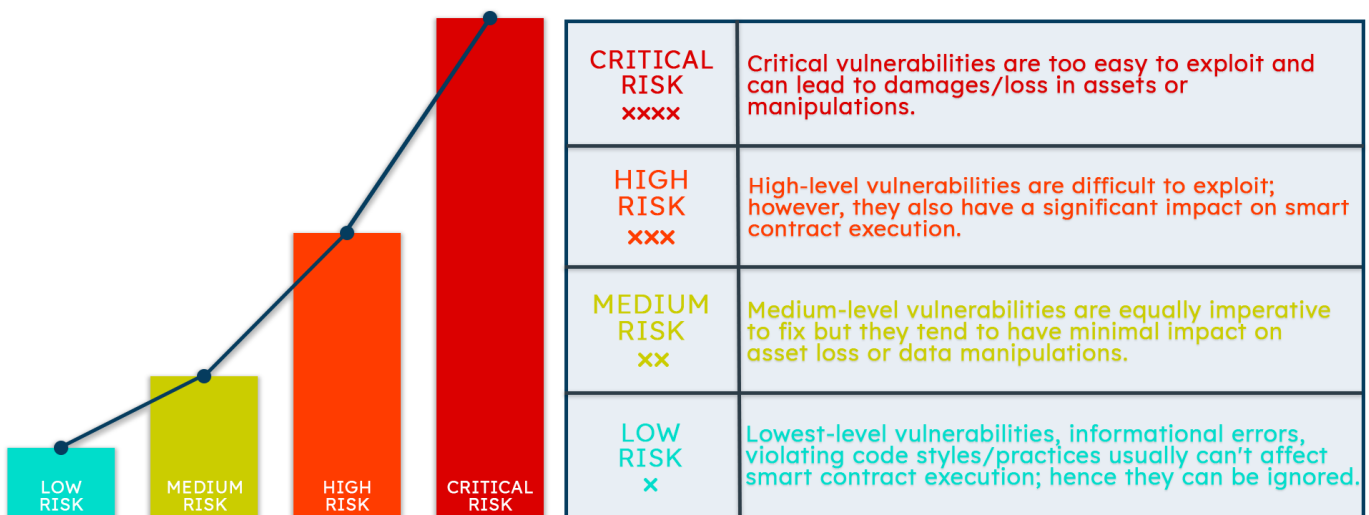 LOW
RISK
MEDIUM
RISK
HIGH
RISK
CRITICAL
RISK
CRITICAL
RISK
××××
Critical vulnerabilities are too easy to exploit and
can lead to damages/loss in assets or
manipulations.
HIGH
RISK
×××
High-level vulnerabilities are difficult to exploit;
however, they also have a significant impact on smart
contract execution.
MEDIUM
RISK
××
Medium-level vulnerabilities are equally imperative
to fix but they tend to have minimal impact on
asset loss or data manipulations.
LOW
RISK
×
Lowest-level vulnerabilities, informational errors,
violating code styles/practices usually can't affect
smart contract execution; hence they can be ignored.